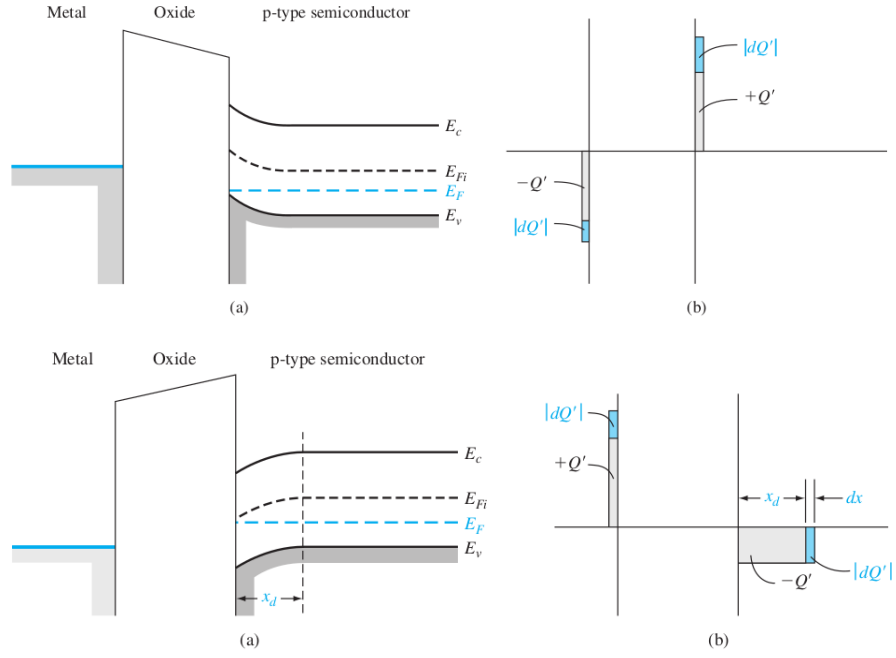 Metal Oxide p-type semiconductor
|dQ′|
+Q′
E_c
E_Fi
E_F
E_v
−Q′
|dQ′|
(a)
(b)
Metal Oxide p-type semiconductor
|dQ′|
+Q′
E_c
E_Fi
E_F
E_v
x_d
x_d dx
−Q′ |dQ′|
(a)
(b)